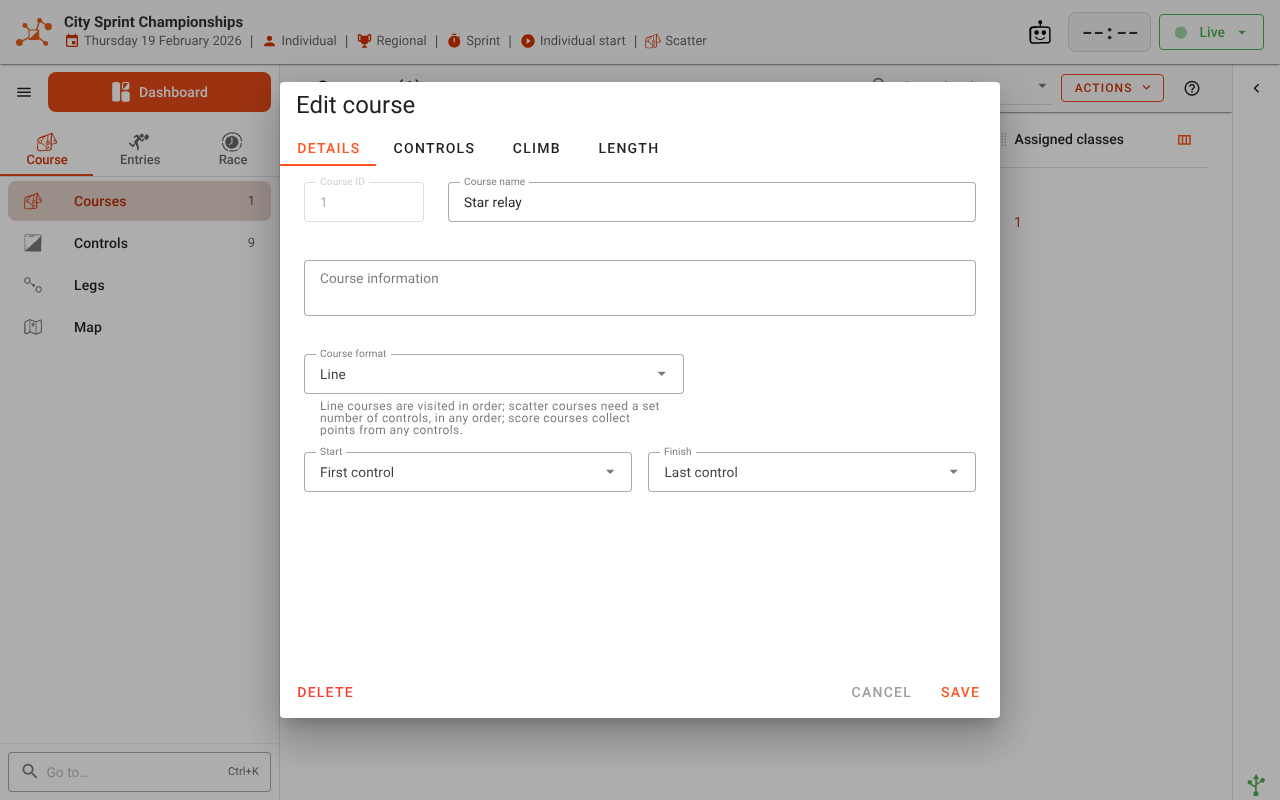 City Sprint Championships
Thursday 19 February 2026 | Individual | Regional | Sprint | Individual start | Scatter
--:--
Live
Dashboard
ACTIONS
Course
Entries
Race
Assigned classes
Courses 1
Controls 9
Legs
Map
1
Edit course
DETAILS
CONTROLS
CLIMB
LENGTH
Course ID
1
Course name
Star relay
Course information
Course format
Line
Line courses are visited in order; scatter courses need a set
number of controls, in any order; score courses collect
points from any controls.
Start
First control
Finish
Last control
DELETE
CANCEL
SAVE
Go to...
Ctrl+K